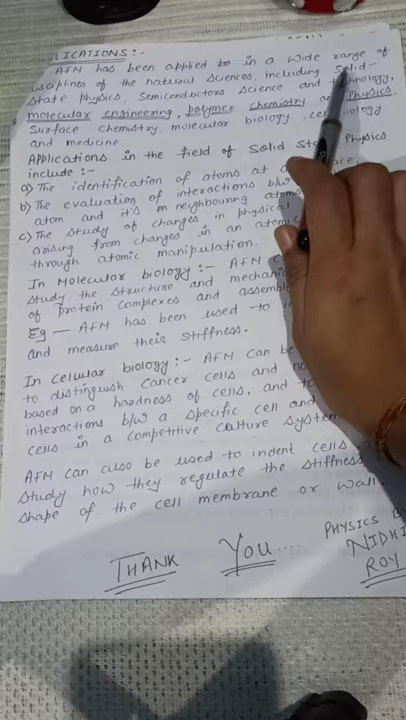 LICATIONS :-
AFM has been applied to in a wide range of
isciplines of the natural sciences, including solid-
state physics, semiconductors science and technology,
molecular engineering, polymer chemistry an Physics,
Surface chemistry, molecular biology, cell biology
and medicine
Applications in the field of Solid St Physics
include :-
a) The identification of atoms at a face,
b) The evaluation of interactions b/w
atom and it's neighbouring atoms
c) The study of changes in physical
arising from changes in an atomic
through atomic manipulation.
In Molecular biology :- AFM c
study the structure and mechani
of protein complexes and assembl
Eg — AFM has been used to i
and measure their stiffness.
In Cellular biology :- AFM can be
to distinguish cancer cells and no
based on a hardness of cells, and to
interactions b/w a specific cell and
cells in a competitive culture system
AFM can also be used to indent cells
study how they regulate the stiffness
shape of the cell membrane or wall.
THANK YOU ....
PHYSICS B
NIDHI
ROY